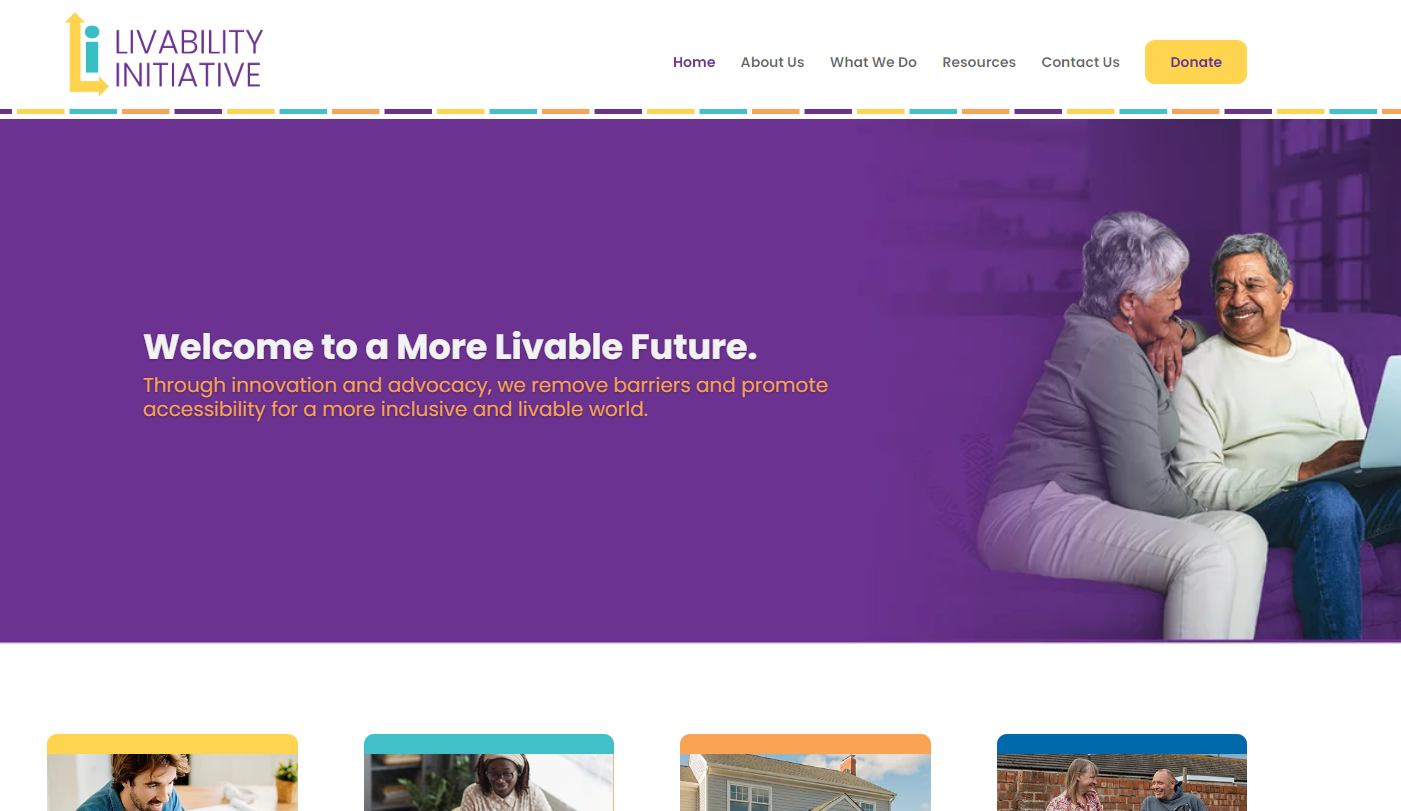 Li
LIVABILITY
INITIATIVE
Home About Us What We Do Resources Contact Us Donate
Welcome to a More Livable Future.
Through innovation and advocacy, we remove barriers and promote
accessibility for a more inclusive and livable world.